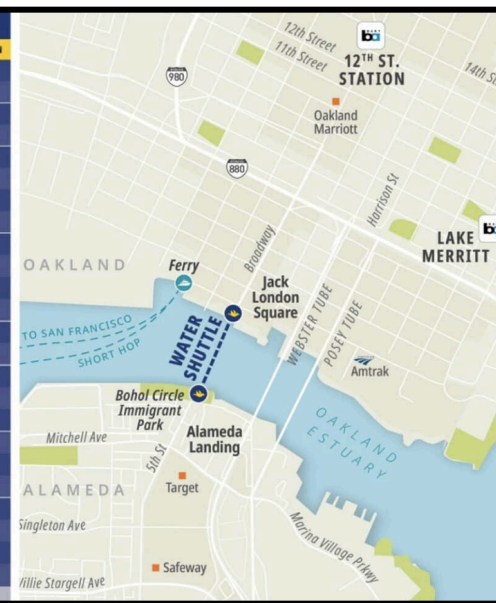 12th Street
11th Street
ba
12TH ST.
STATION
14th St
980
Oakland
Marriott
880
Harrison St
ba
LAKE
MERRITT
OAKLAND
Ferry
Broadway
Jack
London
Square
TO SAN FRANCISCO
SHORT HOP
WATER
SHUTTLE
WEBSTER TUBE
POSEY TUBE
Amtrak
Bohol Circle
Immigrant
Park
Alameda
Landing
OAKLAND
ESTUARY
Mitchell Ave
5th St
ALAMEDA
Target
Singleton Ave
Marina Village Prkwy
Safeway
Willie Stargell Ave